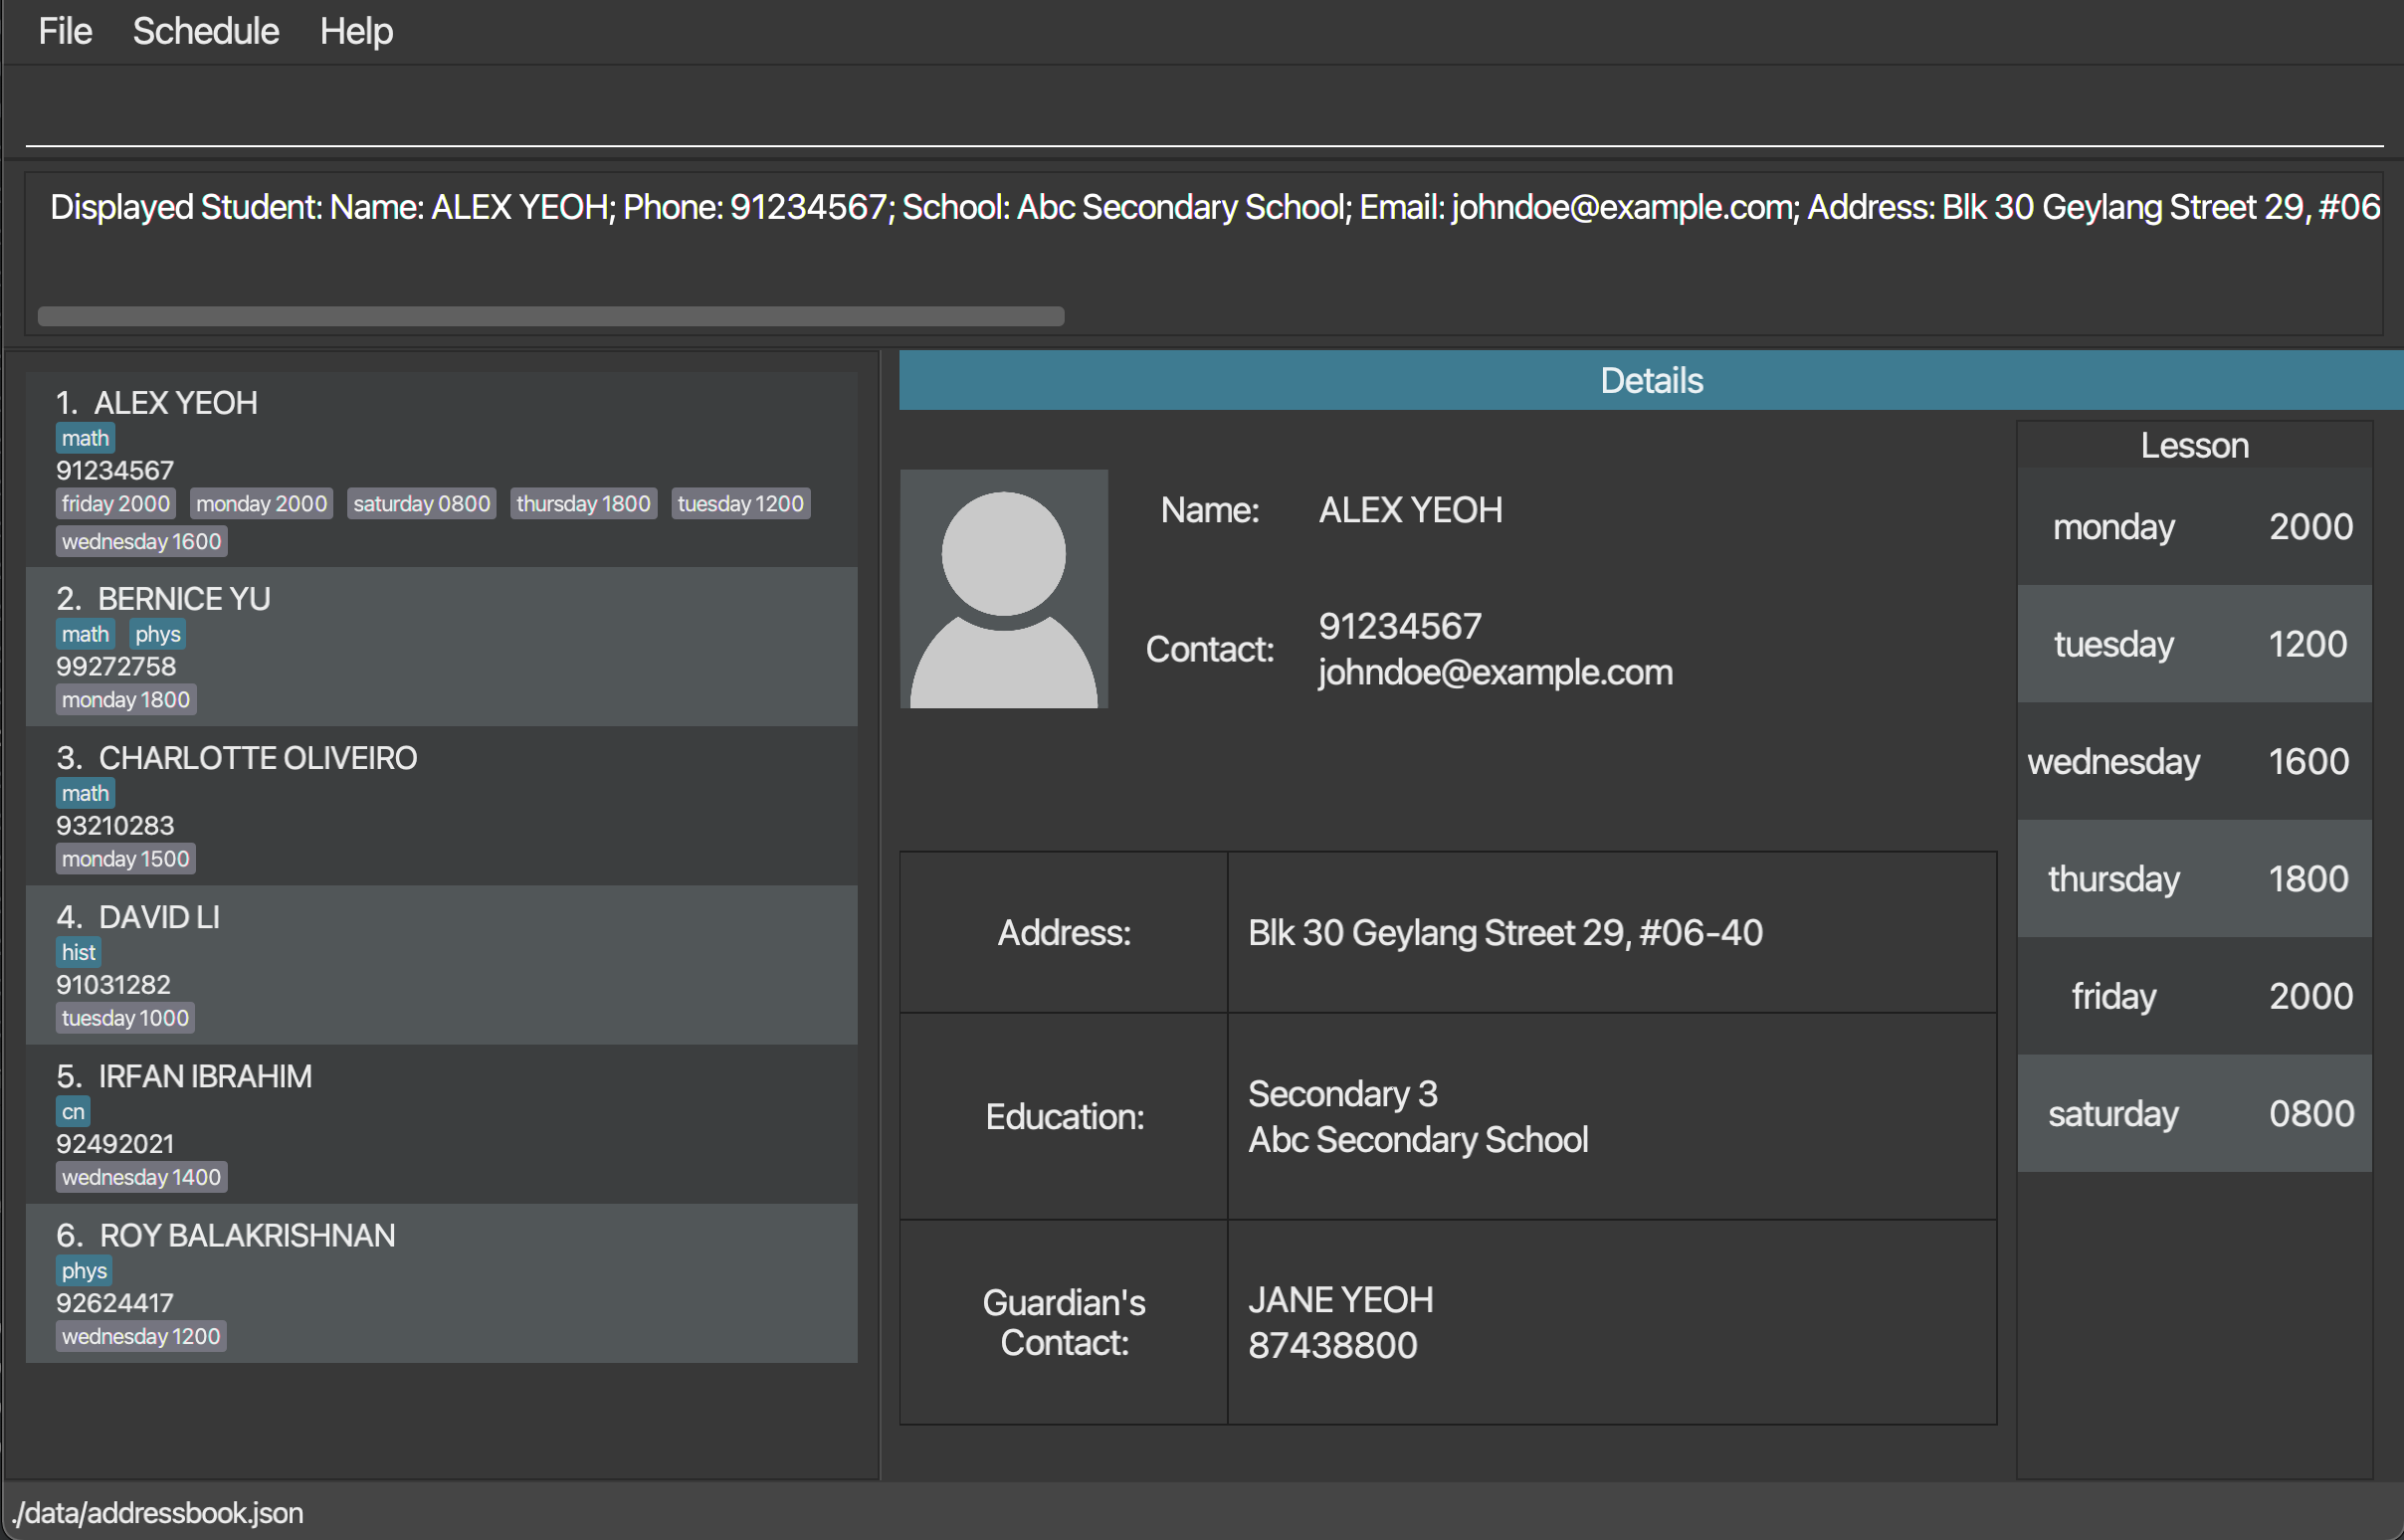 File Schedule Help
Displayed Student: Name: ALEX YEOH; Phone: 91234567; School: Abc Secondary School; Email: johndoe@example.com; Address: Blk 30 Geylang Street 29, #06
1. ALEX YEOH
math
91234567
friday 2000 monday 2000 saturday 0800 thursday 1800 tuesday 1200
wednesday 1600
2. BERNICE YU
math phys
99272758
monday 1800
3. CHARLOTTE OLIVEIRO
math
93210283
monday 1500
4. DAVID LI
hist
91031282
tuesday 1000
5. IRFAN IBRAHIM
cn
92492021
wednesday 1400
6. ROY BALAKRISHNAN
phys
92624417
wednesday 1200
Details
Name: ALEX YEOH
Contact: 91234567
johndoe@example.com
Address: Blk 30 Geylang Street 29, #06-40
Education: Secondary 3
Abc Secondary School
Guardian's
Contact:
JANE YEOH
87438800
Lesson
monday 2000
tuesday 1200
wednesday 1600
thursday 1800
friday 2000
saturday 0800
./data/addressbook.json